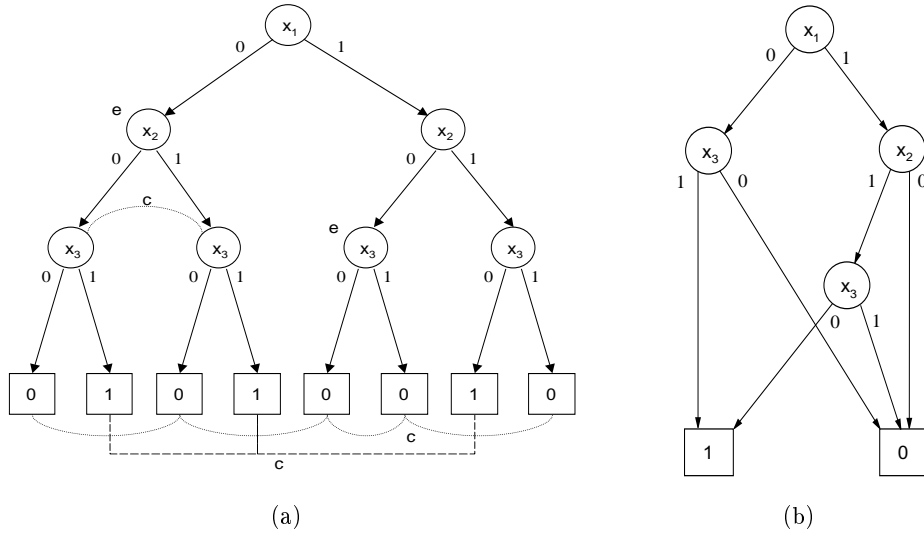 x1
0 1
e
x2 x2
0 1 0 1
c
e
x3 x3 x3 x3
0 1 0 1 0 1 0 1
0 1 0 1 0 0 1 0
c
c
(a)
x1
0 1
x3 x2
1 0 1 0
x3
0 1
1 0
(b)